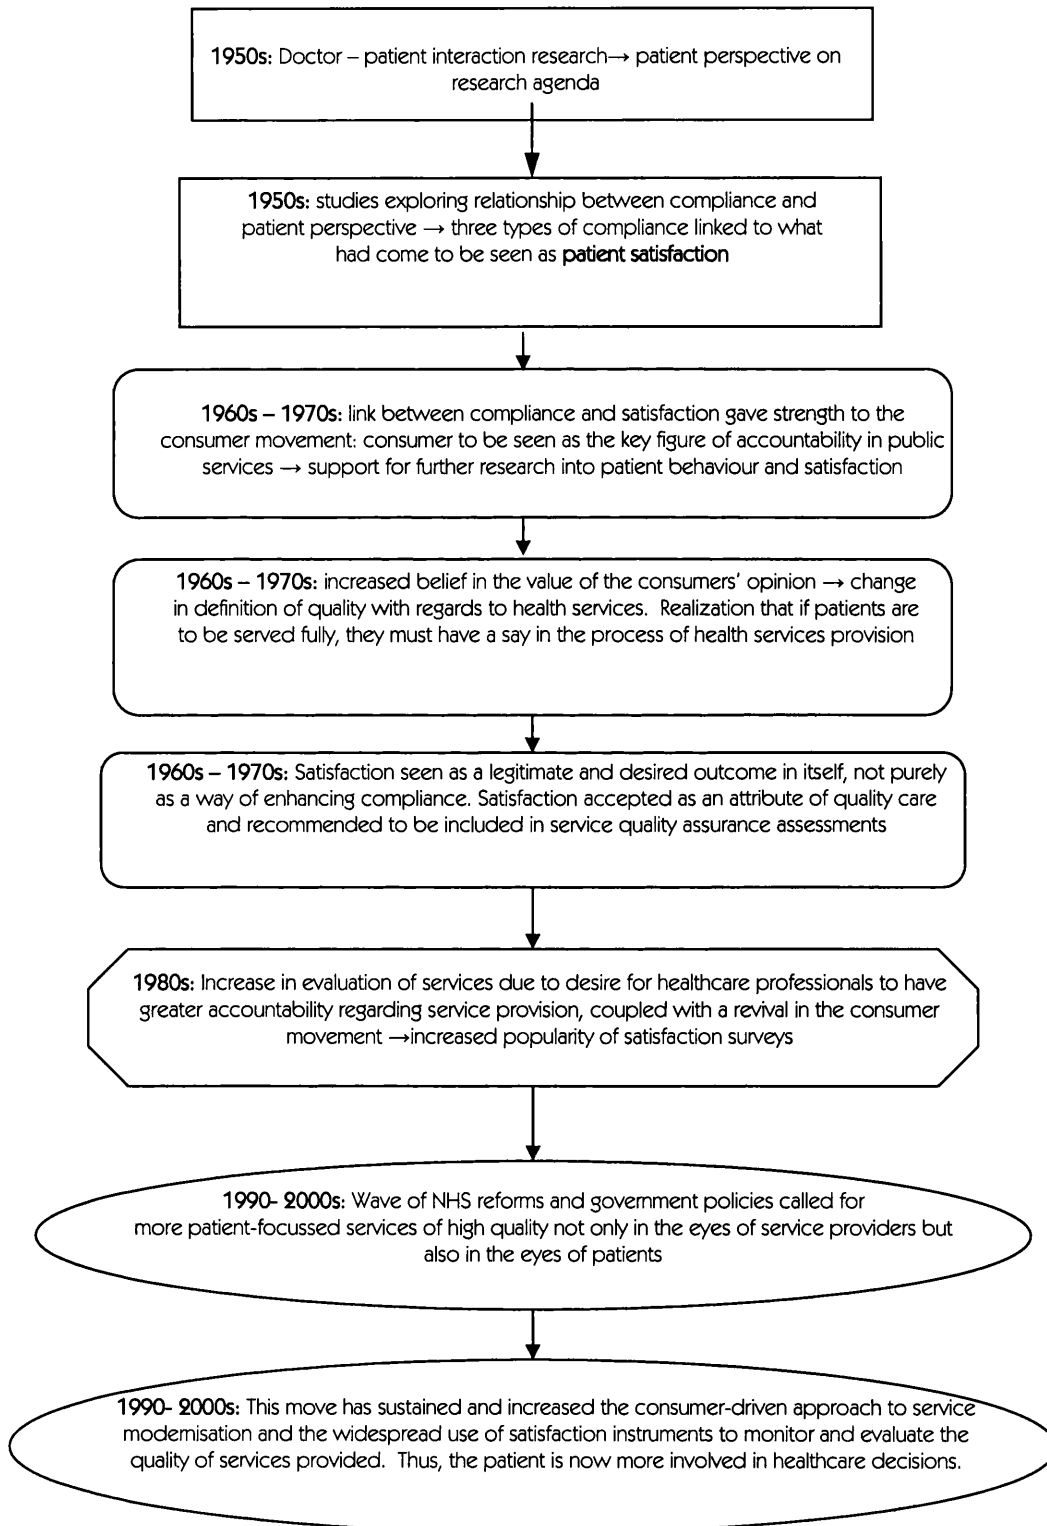 1950s: Doctor – patient interaction research→ patient perspective on
research agenda
1950s: studies exploring relationship between compliance and
patient perspective → three types of compliance linked to what
had come to be seen as patient satisfaction
1960s – 1970s: link between compliance and satisfaction gave strength to the
consumer movement: consumer to be seen as the key figure of accountability in public
services → support for further research into patient behaviour and satisfaction
1960s – 1970s: increased belief in the value of the consumers' opinion → change
in definition of quality with regards to health services.  Realization that if patients are
to be served fully, they must have a say in the process of health services provision
1960s – 1970s: Satisfaction seen as a legitimate and desired outcome in itself, not purely
as a way of enhancing compliance. Satisfaction accepted as an attribute of quality care
and recommended to be included in service quality assurance assessments
1980s: Increase in evaluation of services due to desire for healthcare professionals to have
greater accountability regarding service provision, coupled with a revival in the consumer
movement →increased popularity of satisfaction surveys
1990- 2000s: Wave of NHS reforms and government policies called for
more patient-focussed services of high quality not only in the eyes of service providers but
also in the eyes of patients
1990- 2000s: This move has sustained and increased the consumer-driven approach to service
modernisation and the widespread use of satisfaction instruments to monitor and evaluate the
quality of services provided.  Thus, the patient is now more involved in healthcare decisions.